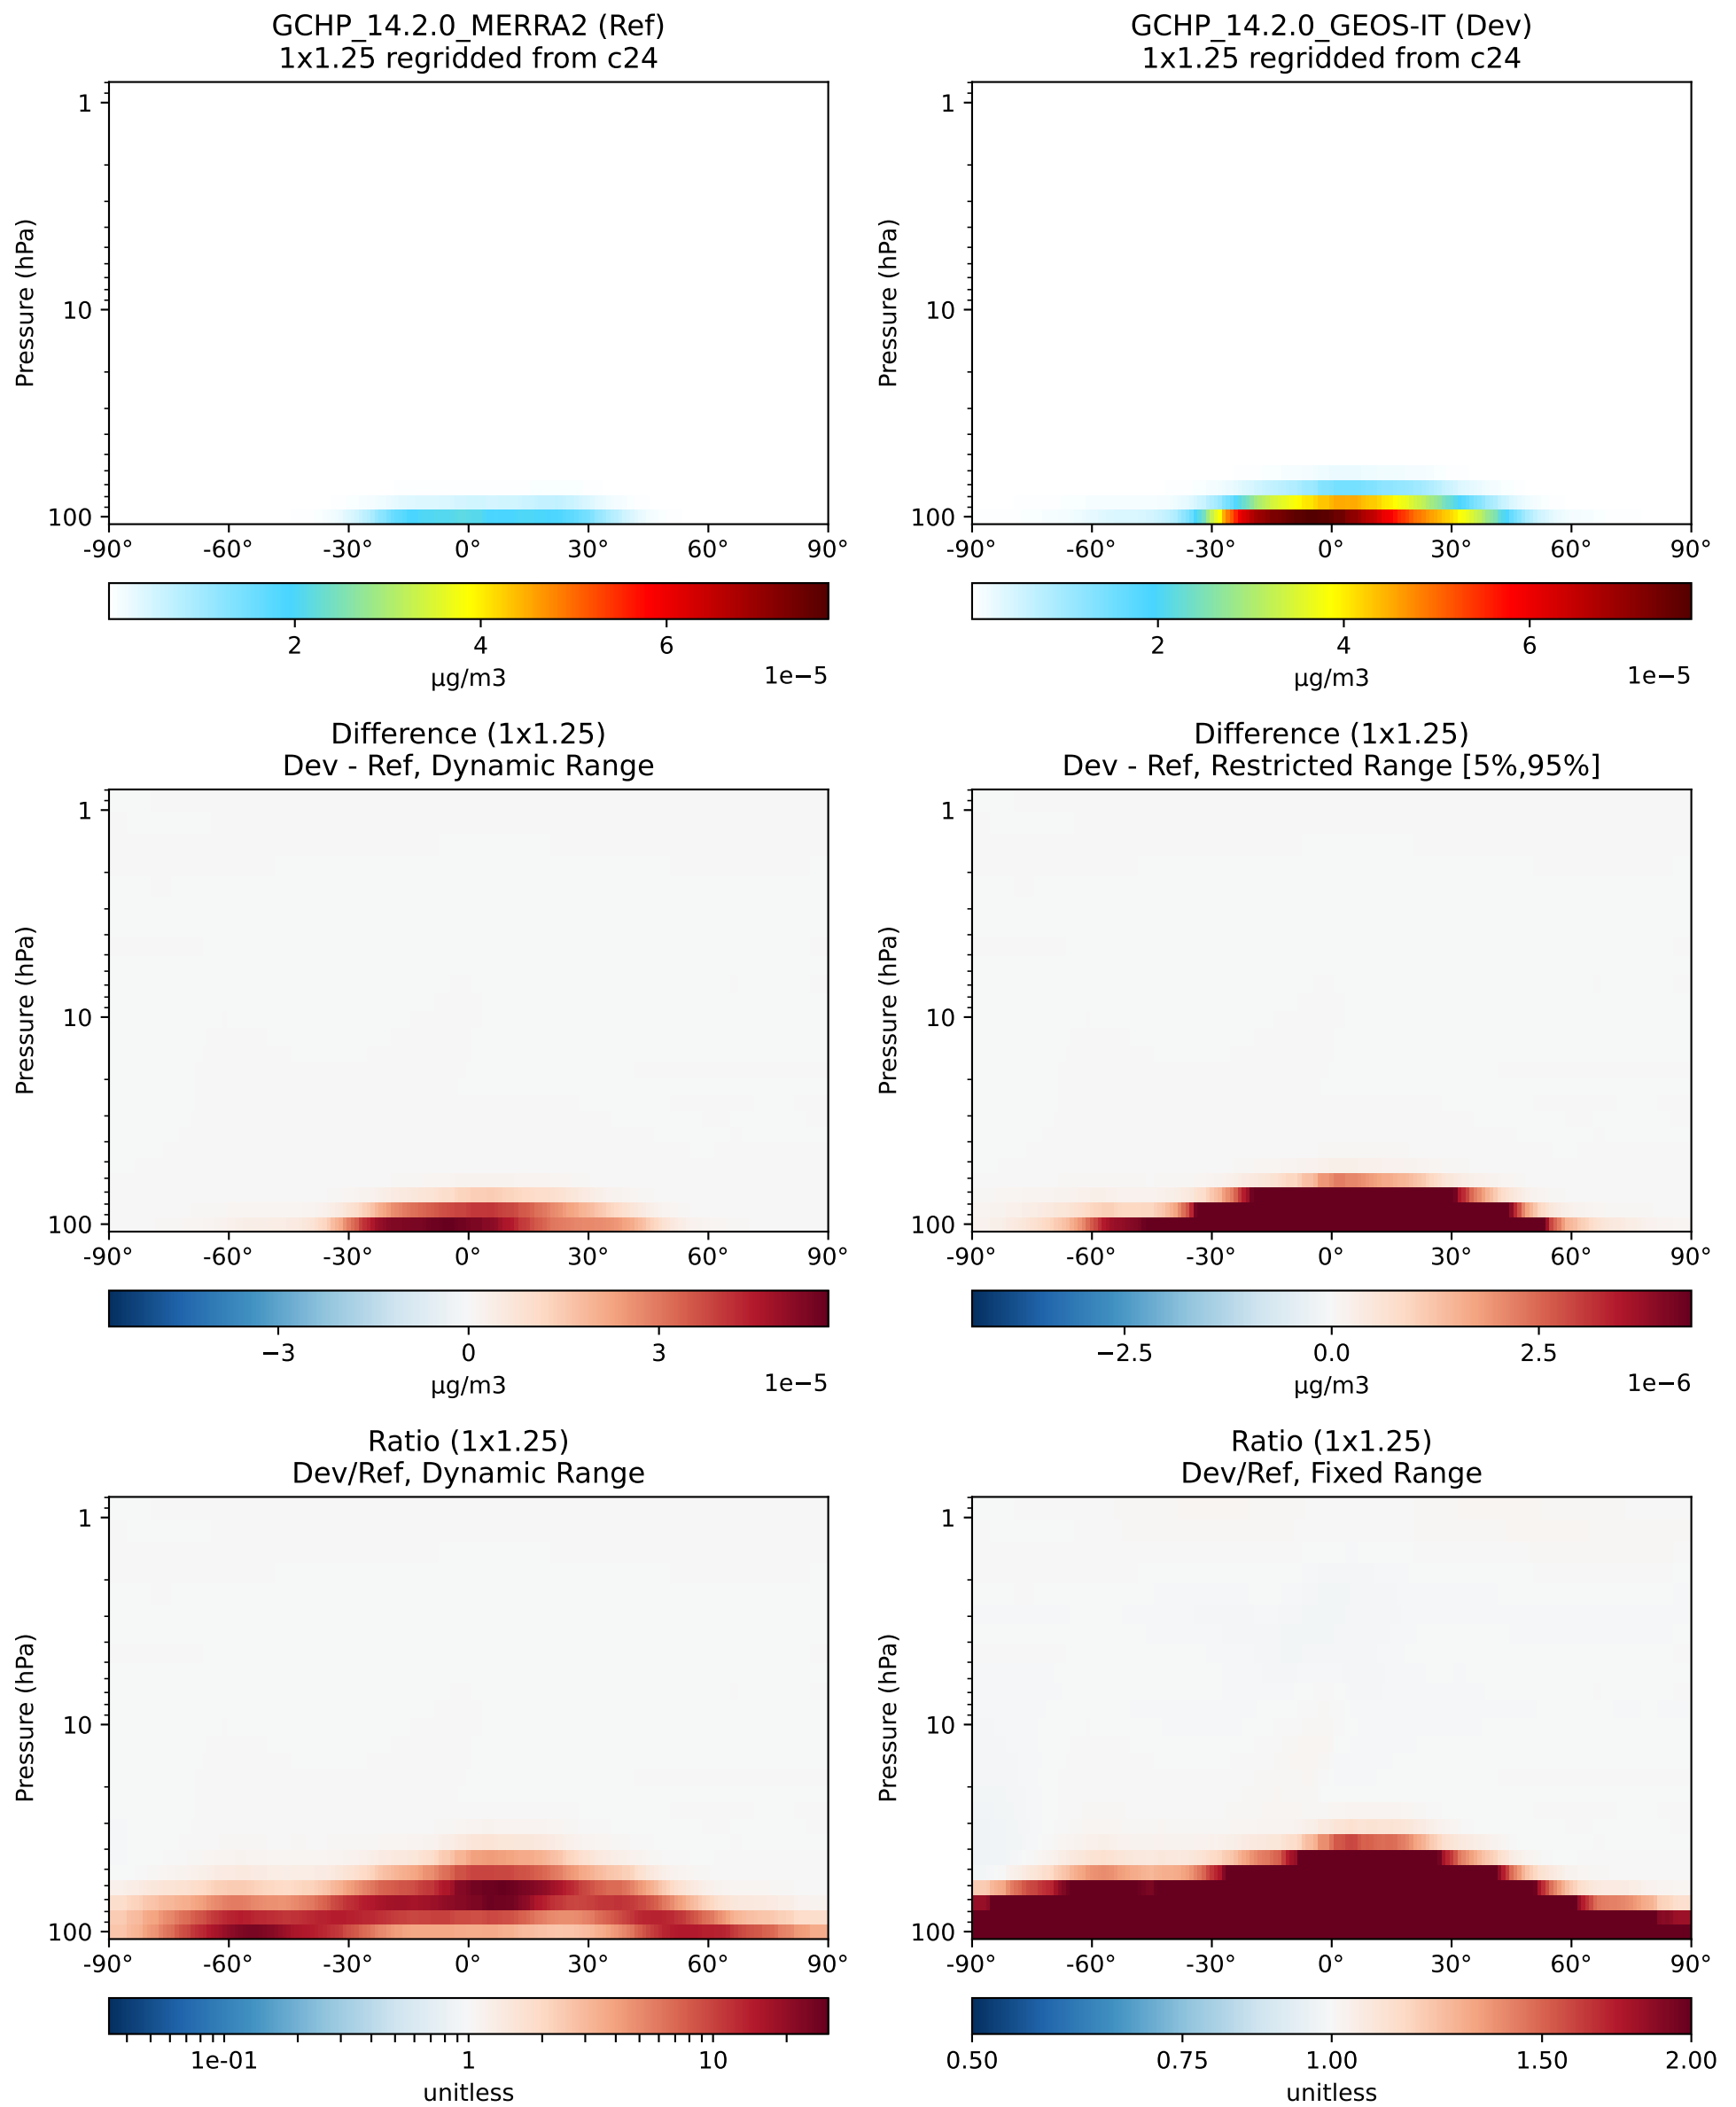 GCHP_14.2.0_MERRA2 (Ref)
1x1.25 regridded from c24
Pressure (hPa)
1
10
100
-90° -60° -30° 0° 30° 60° 90°
2 4 6
µg/m3 1e−5
GCHP_14.2.0_GEOS-IT (Dev)
1x1.25 regridded from c24
Pressure (hPa)
1
10
100
-90° -60° -30° 0° 30° 60° 90°
2 4 6
µg/m3 1e−5
Difference (1x1.25)
Dev - Ref, Dynamic Range
Pressure (hPa)
1
10
100
-90° -60° -30° 0° 30° 60° 90°
−3 0 3
µg/m3 1e−5
Difference (1x1.25)
Dev - Ref, Restricted Range [5%,95%]
Pressure (hPa)
1
10
100
-90° -60° -30° 0° 30° 60° 90°
−2.5 0.0 2.5
µg/m3 1e−6
Ratio (1x1.25)
Dev/Ref, Dynamic Range
Pressure (hPa)
1
10
100
-90° -60° -30° 0° 30° 60° 90°
1e-01 1 10
unitless
Ratio (1x1.25)
Dev/Ref, Fixed Range
Pressure (hPa)
1
10
100
-90° -60° -30° 0° 30° 60° 90°
0.50 0.75 1.00 1.50 2.00
unitless